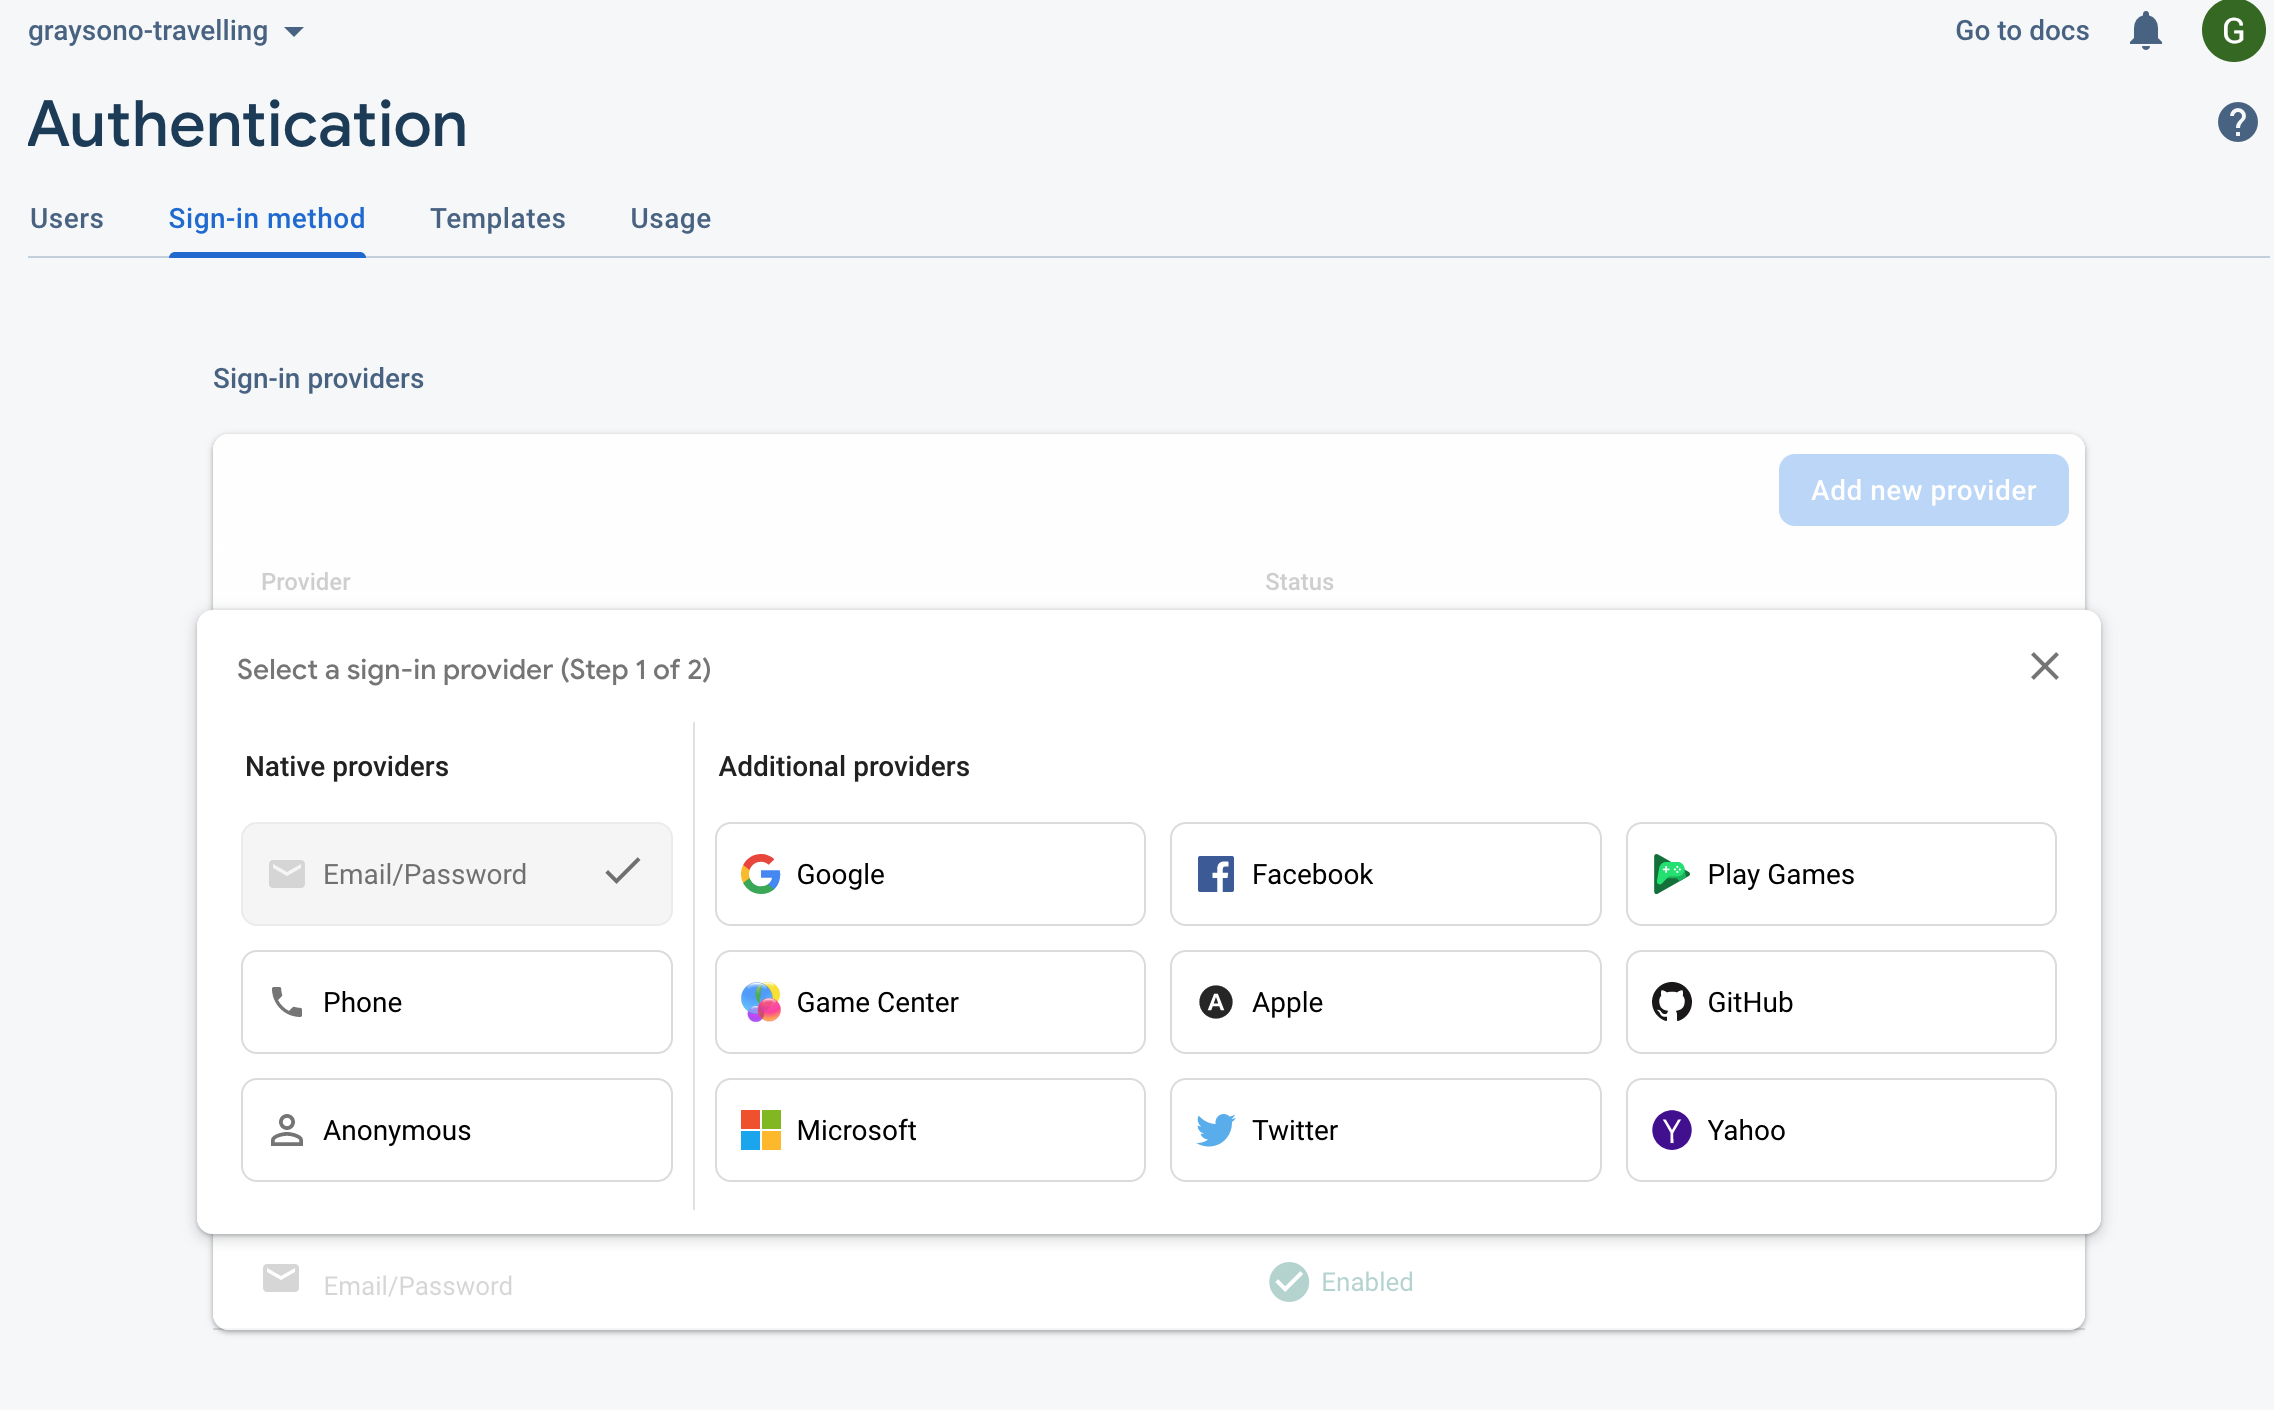 graysono-travelling
Go to docs
G
Authentication
?
Users
Sign-in method
Templates
Usage
Sign-in providers
Add new provider
Provider
Status
Select a sign-in provider (Step 1 of 2)
Native providers
Additional providers
Email/Password
Google
Facebook
Play Games
Phone
Game Center
A
Apple
GitHub
Anonymous
Microsoft
Twitter
Y
Yahoo
Email/Password
Enabled